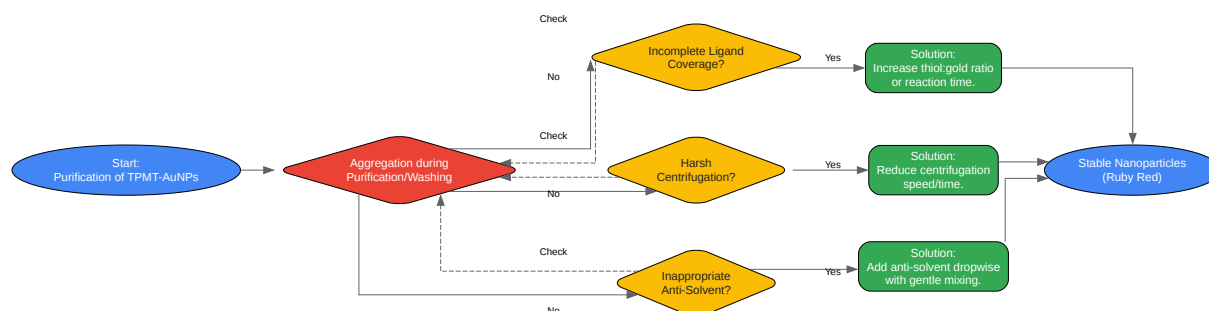 Check
Incomplete Ligand
Coverage?
Yes
Solution:
Increase thiol:gold ratio
or reaction time.
No
Check
Start:
Purification of TPMT-AuNPs
Aggregation during
Purification/Washing
Harsh
Centrifugation?
Yes
Solution:
Reduce centrifugation
speed/time.
Stable Nanoparticles
(Ruby Red)
No
Check
Inappropriate
Anti-Solvent?
Yes
Solution:
Add anti-solvent dropwise
with gentle mixing.
No